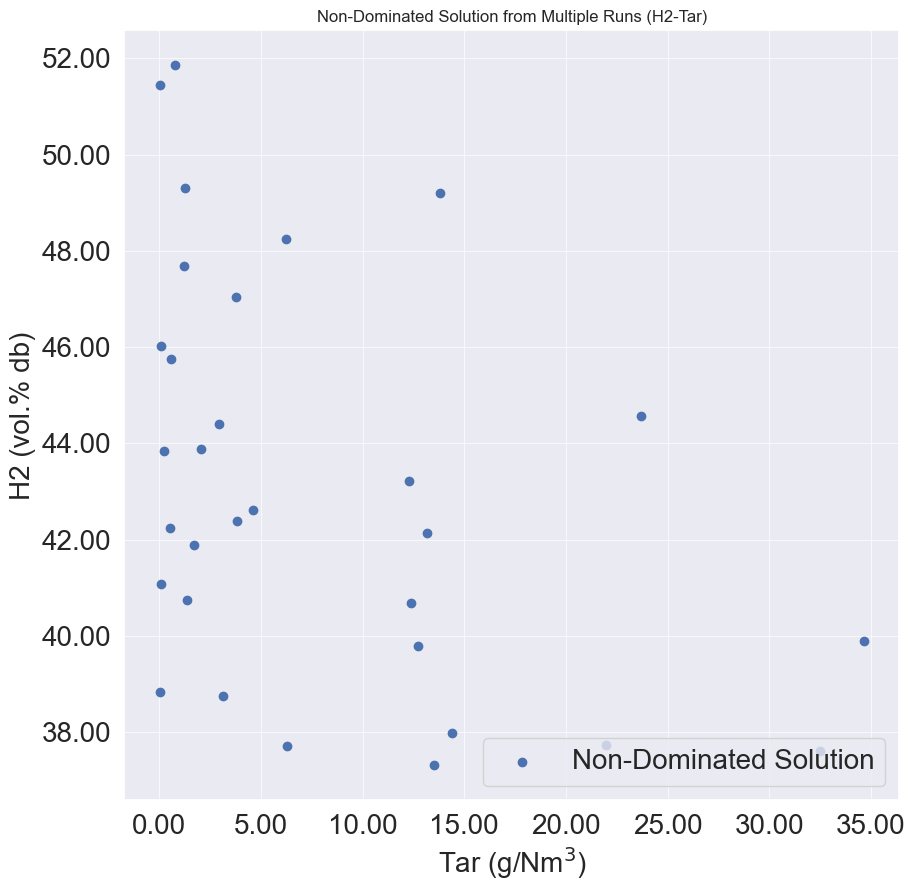 Non-Dominated Solution from Multiple Runs (H2-Tar)
52.00
50.00
48.00
46.00
44.00
42.00
40.00
38.00
H2 (vol.% db)
Non-Dominated Solution
0.00 5.00 10.00 15.00 20.00 25.00 30.00 35.00
Tar (g/Nm³)